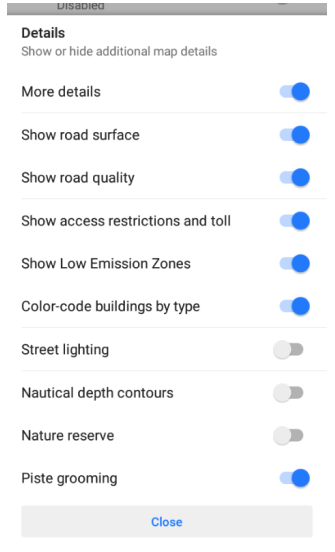 Disabled
Details
Show or hide additional map details
More details
Show road surface
Show road quality
Show access restrictions and toll
Show Low Emission Zones
Color-code buildings by type
Street lighting
Nautical depth contours
Nature reserve
Piste grooming
Close